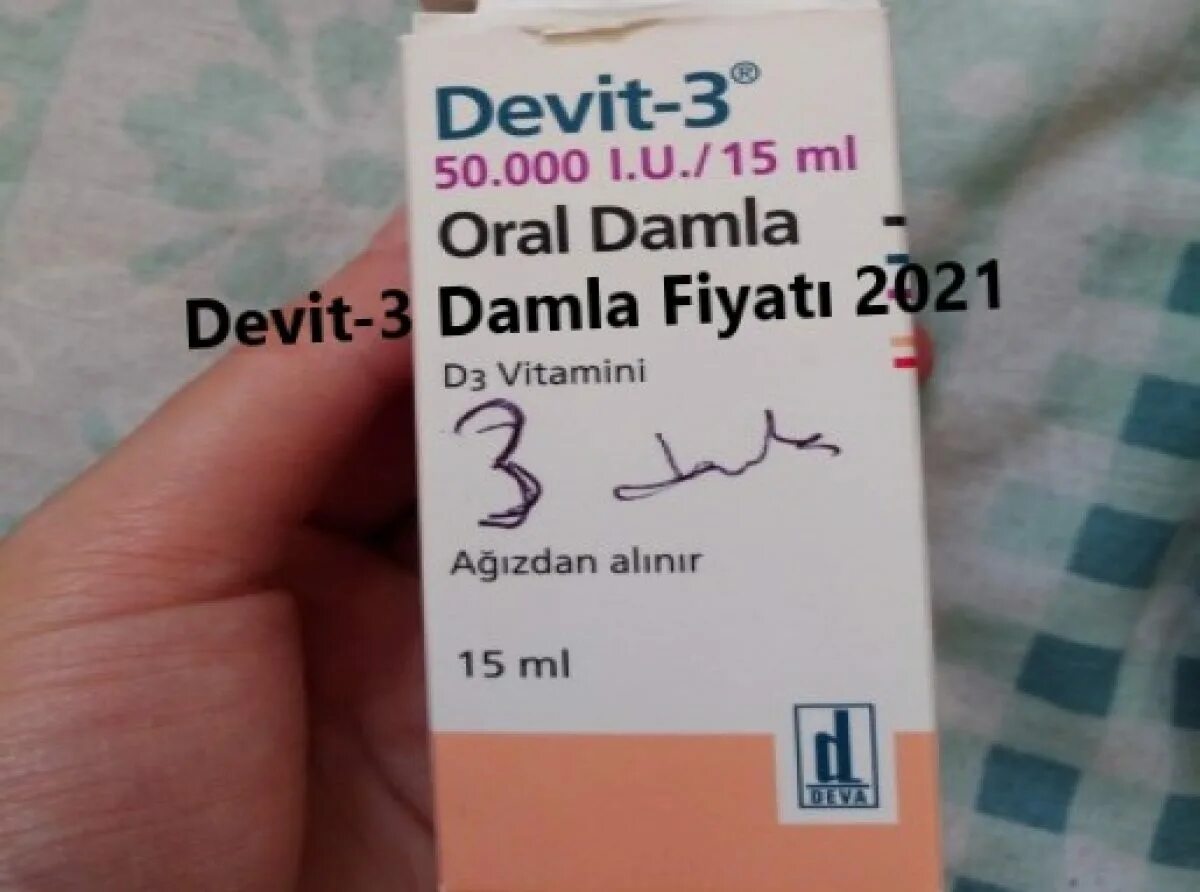 Devit-3®
50.000 I.U./15 ml
Oral Damla
Devit-3 Damla Fiyatı 2021
D3 Vitamini
3 damla
Ağızdan alınır
15 ml
DEVA